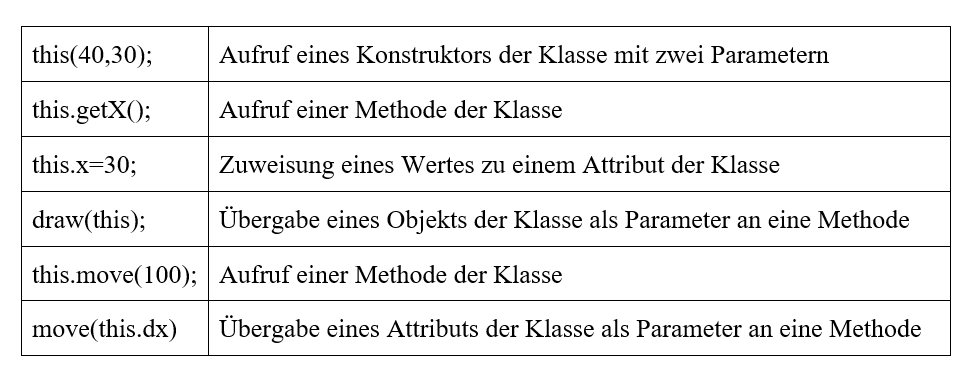 this(40,30); Aufruf eines Konstruktors der Klasse mit zwei Parametern
this.getX(); Aufruf einer Methode der Klasse
this.x=30; Zuweisung eines Wertes zu einem Attribut der Klasse
draw(this); Übergabe eines Objekts der Klasse als Parameter an eine Methode
this.move(100); Aufruf einer Methode der Klasse
move(this.dx) Übergabe eines Attributs der Klasse als Parameter an eine Methode